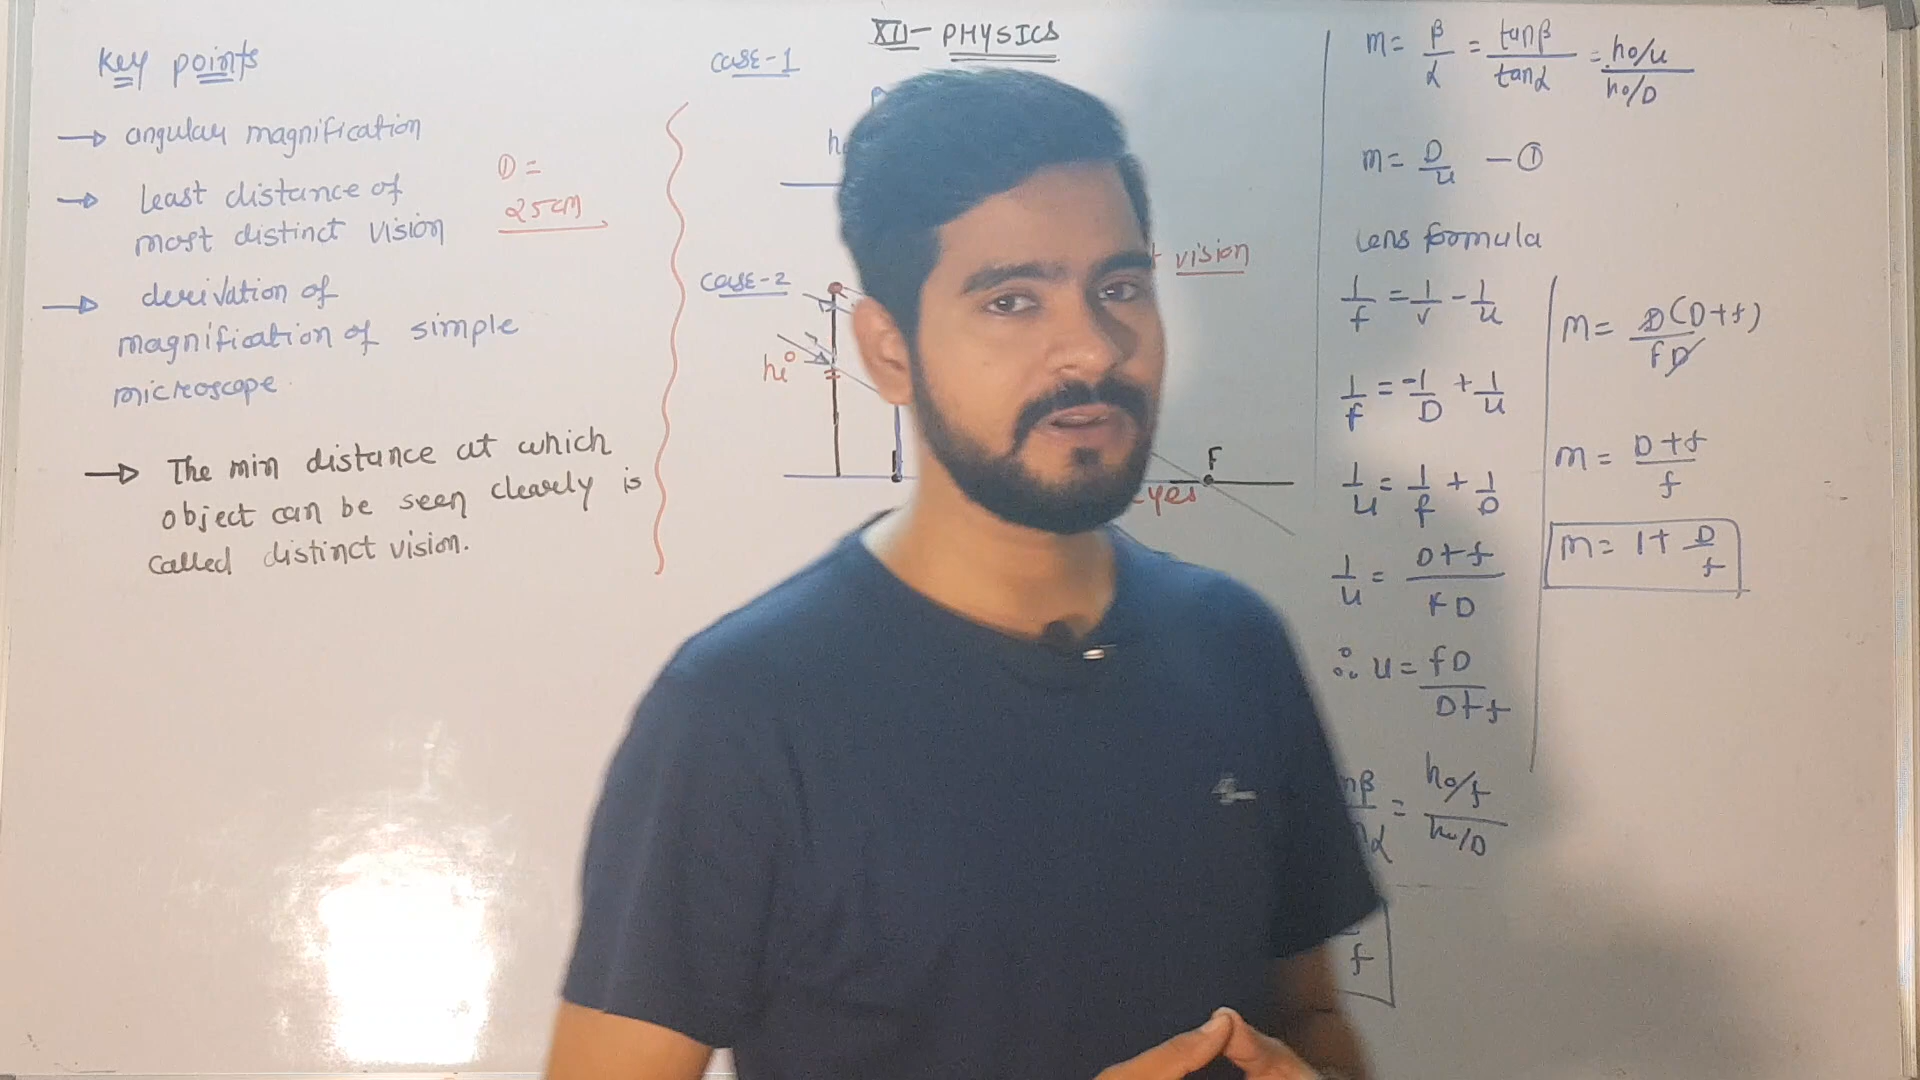 XII - PHYSICS
Key points
→ angular magnification
→ Least distance of
most distinct vision
D =
25cm
→ derivation of
magnification of simple
microscope.
→ The min distance at which
object can be seen clearly is
called distinct vision.
CASE-1
vision
CASE-2
hi
F
eyes
m = β/α = tanβ/tanα = ho/u / ho/D
m = D/u — ①
Lens formula
1/f = 1/v - 1/u
1/f = -1/D + 1/u
1/u = 1/f + 1/D
1/u = D+f / fD
∴ u = fD / D+f
= ho/f / ho/D
f
m = D(D+f) / fD
m = D+f / f
m = 1 + D/f